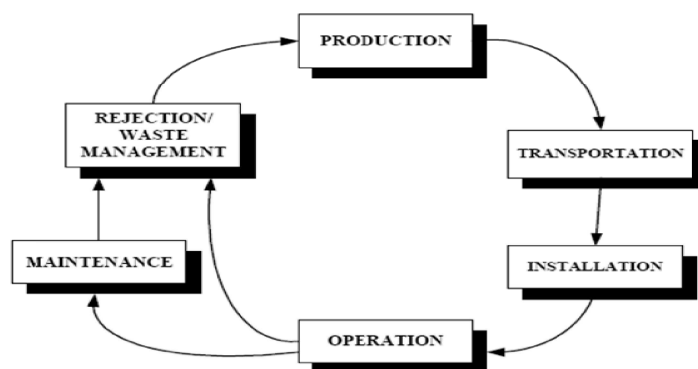 PRODUCTION
REJECTION/
WASTE
MANAGEMENT
TRANSPORTATION
MAINTENANCE
INSTALLATION
OPERATION